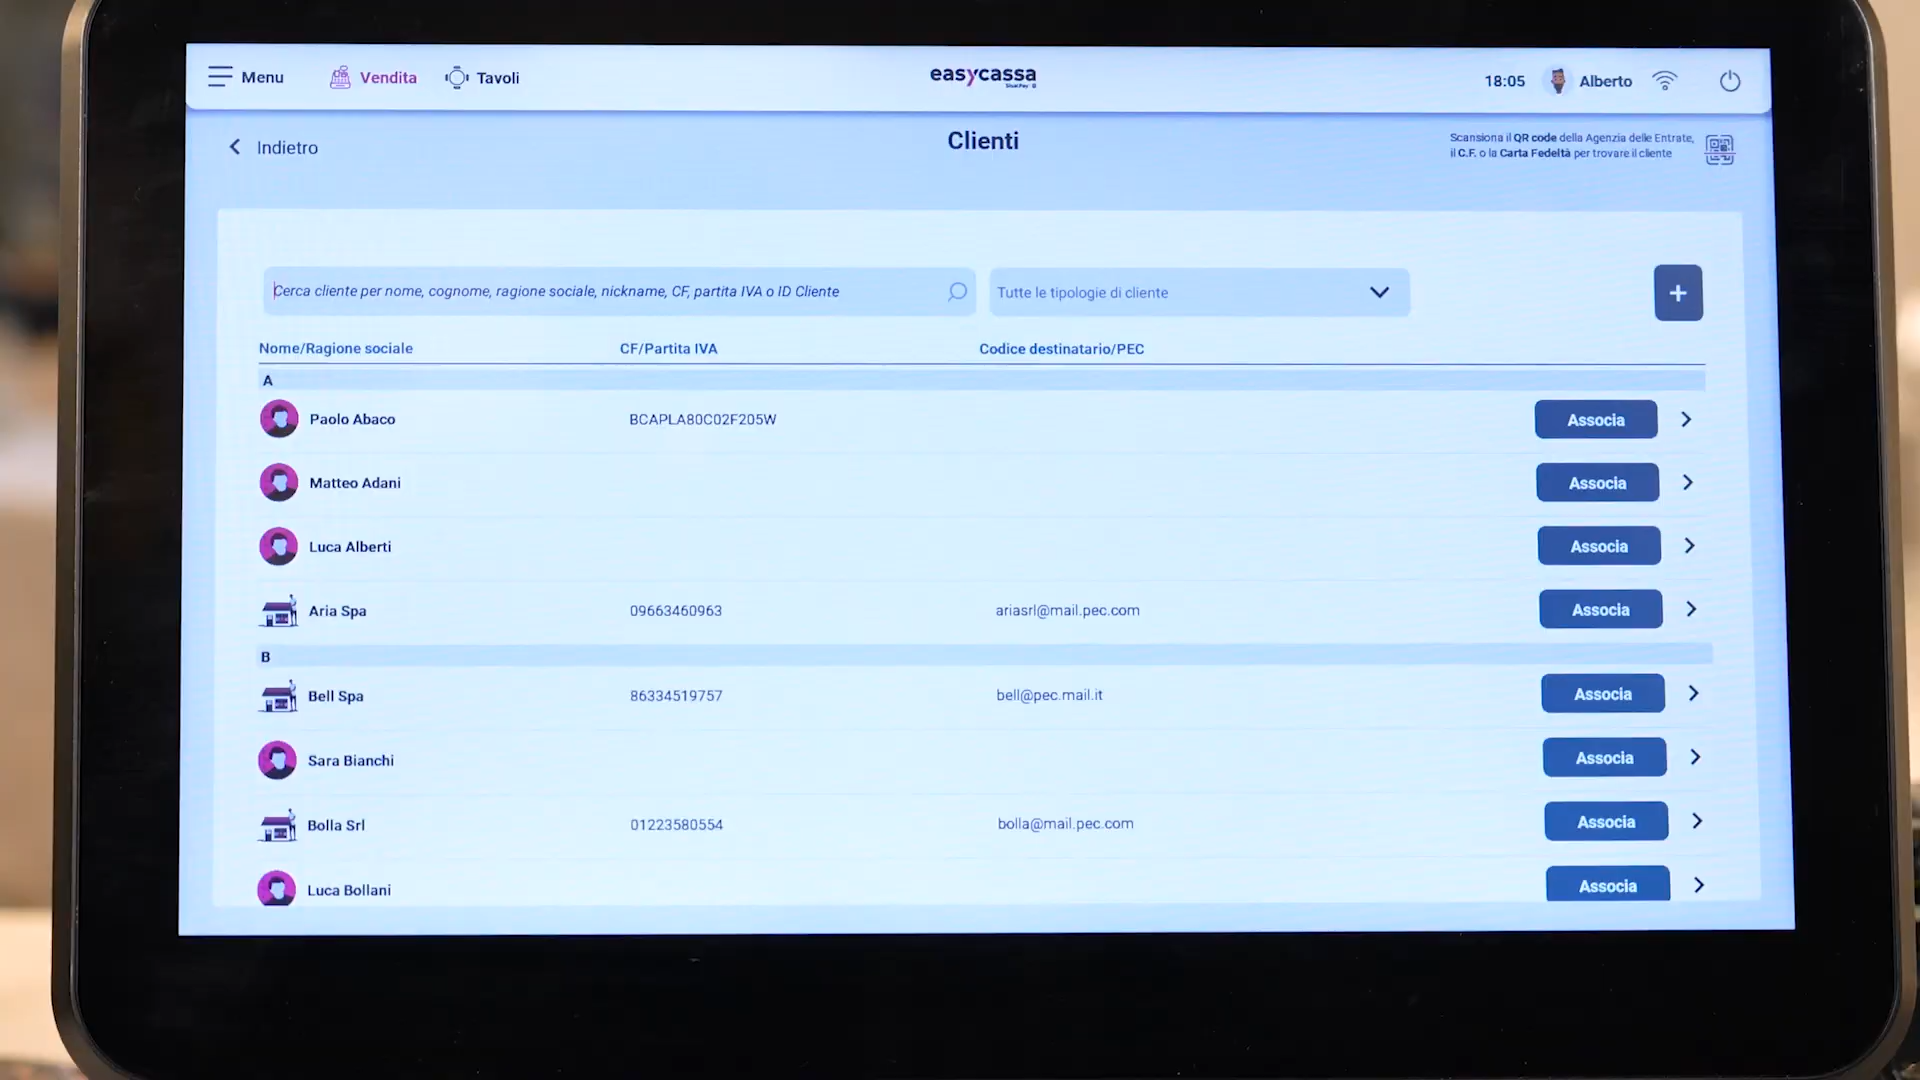 Menu
Vendita
Tavoli
easycassa
18:05
Alberto
Indietro
Clienti
Scansiona il QR code della Agenzia delle Entrate,
il C.F. o la Carta Fedeltà per trovare il cliente
Cerca cliente per nome, cognome, ragione sociale, nickname, CF, partita IVA o ID Cliente
Tutte le tipologie di cliente
+
Nome/Ragione sociale CF/Partita IVA Codice destinatario/PEC
A
Paolo Abaco BCAPLA80C02F205W Associa
Matteo Adani Associa
Luca Alberti Associa
Aria Spa 09663460963 ariasrl@mail.pec.com Associa
B
Bell Spa 86334519757 bell@pec.mail.it Associa
Sara Bianchi Associa
Bolla Srl 01223580554 bolla@mail.pec.com Associa
Luca Bollani Associa